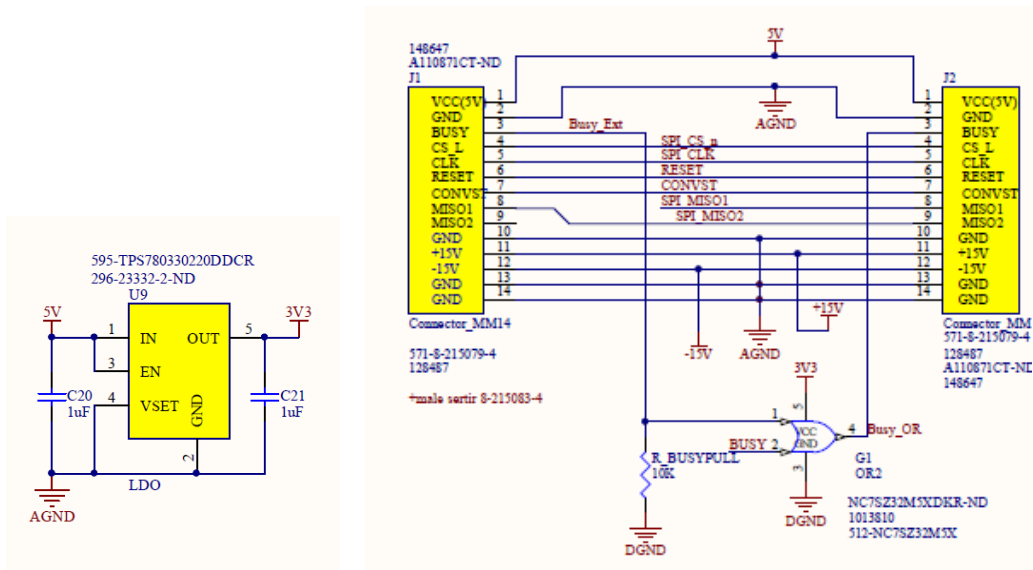 595-TPS780330220DDCR
296-23332-2-ND
U9
5V
3V3
1 IN OUT 5
3 EN
4 VSET GND
2
C20
1uF
C21
1uF
LDO
AGND
148647
A110871CT-ND
J1
VCC(5V) 1
GND 2
BUSY 3
CS_L 4
CLK 5
RESET 6
CONVST 7
MISO1 8
MISO2 9
GND 10
+15V 11
-15V 12
GND 13
GND 14
Connector_MM14
571-8-215079-4
128487
+male sertir 8-215083-4
5V
AGND
Busy_Ext
SPI_CS_n
SPI_CLK
RESET
CONVST
SPI_MISO1
SPI_MISO2
-15V
AGND
+15V
J2
1 VCC(5V)
2 GND
3 BUSY
4 CS_L
5 CLK
6 RESET
7 CONVST
8 MISO1
9 MISO2
10 GND
11 +15V
12 -15V
13 GND
14 GND
Connector_MM1
571-8-215079-4
128487
A110871CT-ND
148647
3V3
5
1
VCC
GND
4
Busy_OR
BUSY 2
3
R_BUSYPULL
10K
G1
OR2
DGND
DGND
NC7SZ32M5XDKR-ND
1013810
512-NC7SZ32M5X